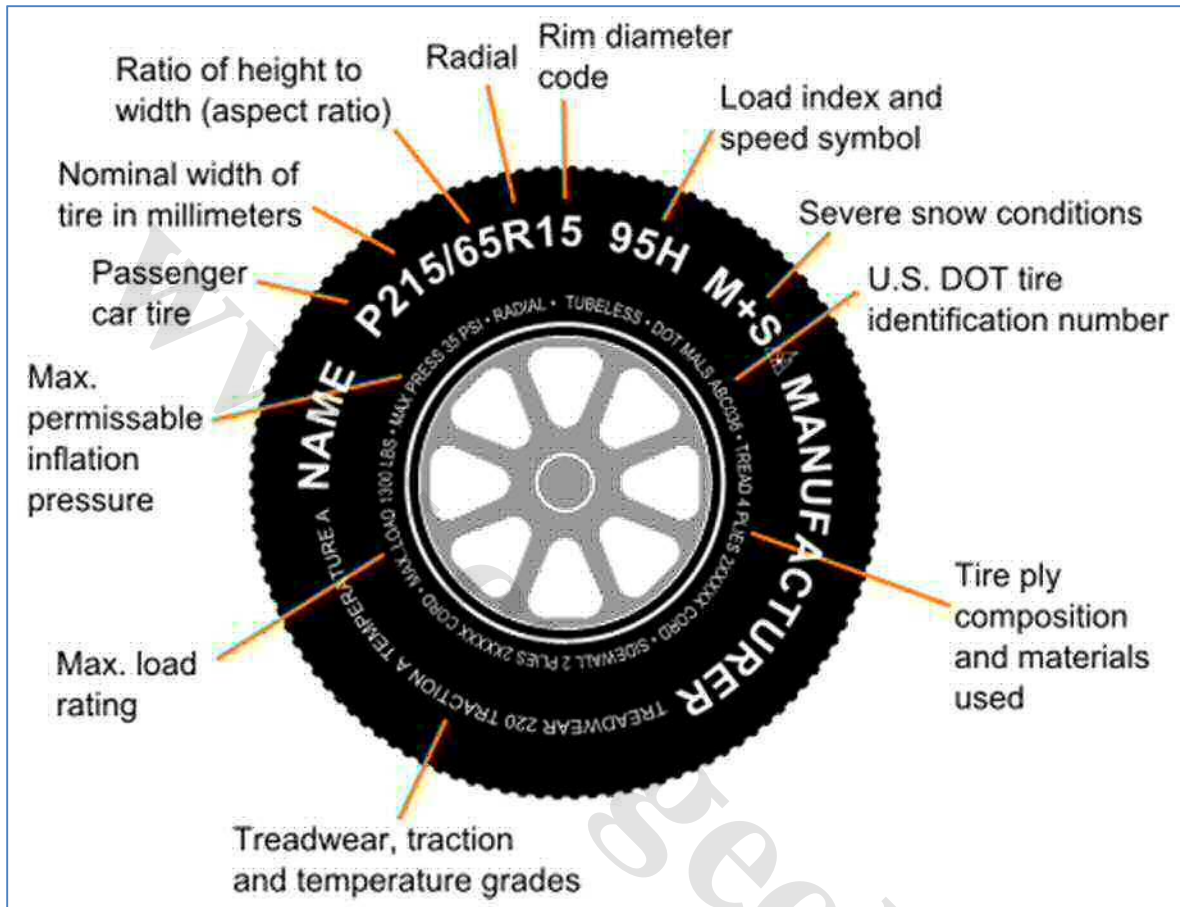 Ratio of height to
width (aspect ratio)
Radial
Rim diameter
code
Load index and
speed symbol
Nominal width of
tire in millimeters
Severe snow conditions
Passenger
car tire
U.S. DOT tire
identification number
Max.
permissable
inflation
pressure
Max. load
rating
Tire ply
composition
and materials
used
Treadwear, traction
and temperature grades
NAME P215/65R15 95H M+S MANUFACTURER
TREADWEAR 220 TRACTION A TEMPERATURE A
MAX. LOAD 1300 LBS • MAX PRESS 35 PSI • RADIAL • TUBELESS • DOT MALS ABC036 • TREAD 4 PLIES 2XXXXX CORD • SIDEWALL 2 PLIES 2XXXXX CORD •